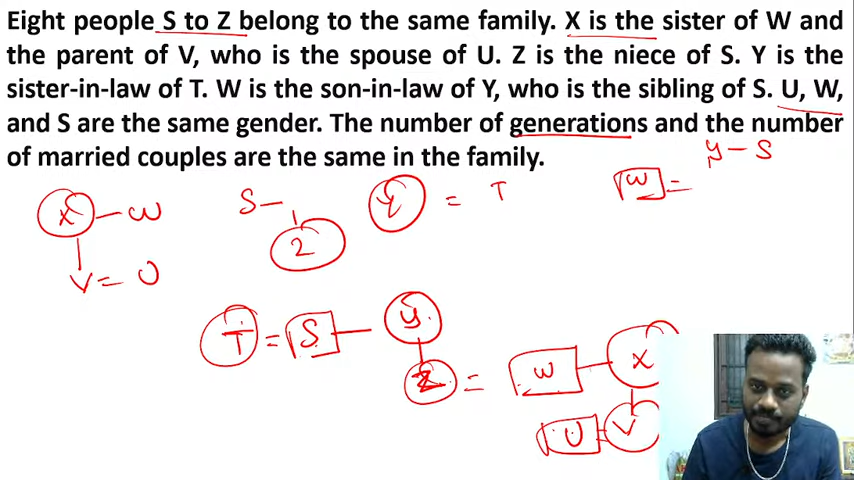 Eight people S to Z belong to the same family. X is the sister of W and
the parent of V, who is the spouse of U. Z is the niece of S. Y is the
sister-in-law of T. W is the son-in-law of Y, who is the sibling of S. U, W,
and S are the same gender. The number of generations and the number
of married couples are the same in the family.
y - S
W =
X - W
S -
Y = T
Z
V = U
T = S - Y
Z = W - X
U = V